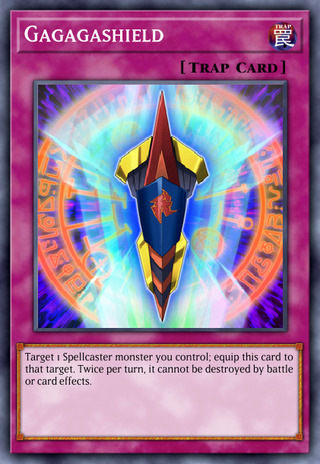 Gagagashield
TRAP
罠
[ Trap Card ]
Target 1 Spellcaster monster you control; equip this card to
that target. Twice per turn, it cannot be destroyed by battle
or card effects.